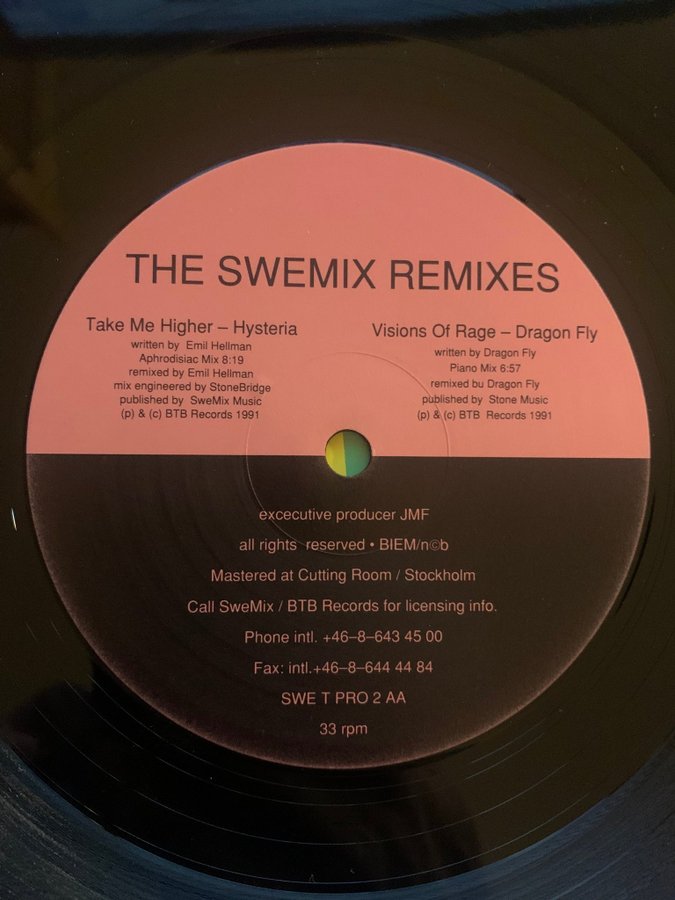 THE SWEMIX REMIXES
Take Me Higher – Hysteria
written by Emil Hellman
Aphrodisiac Mix 8:19
remixed by Emil Hellman
mix engineered by StoneBridge
published by SweMix Music
(p) & (c) BTB Records 1991
Visions Of Rage – Dragon Fly
written by Dragon Fly
Piano Mix 6:57
remixed bu Dragon Fly
published by Stone Music
(p) & (c) BTB Records 1991
excecutive producer JMF
all rights reserved • BIEM/n©b
Mastered at Cutting Room / Stockholm
Call SweMix / BTB Records for licensing info.
Phone intl. +46–8–643 45 00
Fax: intl.+46–8–644 44 84
SWE T PRO 2 AA
33 rpm